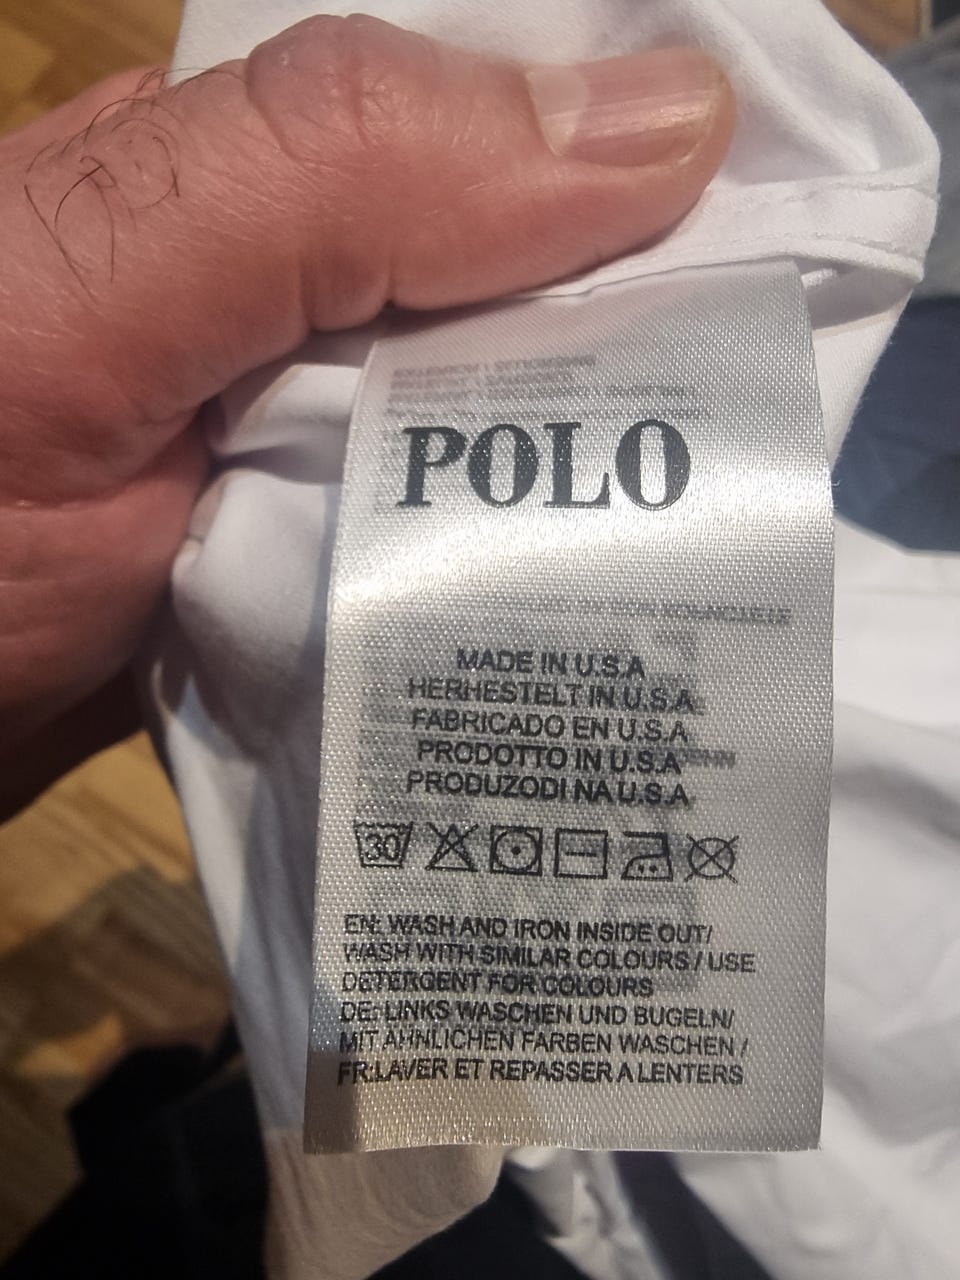 POLO
MADE IN U.S.A
HERHESTELT IN U.S.A
FABRICADO EN U.S.A
PRODOTTO IN U.S.A
PRODUZODI NA U.S.A
30
EN: WASH AND IRON INSIDE OUT/
WASH WITH SIMILAR COLOURS / USE
DETERGENT FOR COLOURS
DE: LINKS WASCHEN UND BUGELN/
MIT AHNLICHEN FARBEN WASCHEN /
FR:LAVER ET REPASSER A LENTERS